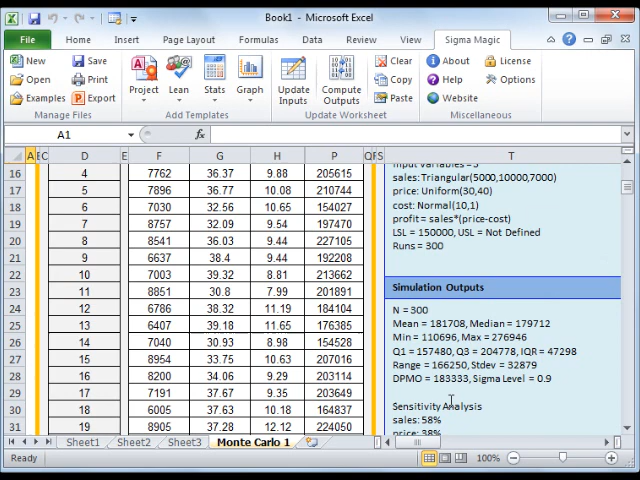 Book1 - Microsoft Excel
File Home Insert Page Layout Formulas Data Review View Sigma Magic
New Save Clear About License
Open Print Project Lean Stats Graph Update Inputs Compute Outputs Copy Help Options
Examples Export Paste Website
Manage Files Add Templates Update Worksheet Miscellaneous
A1 fx
A B C D E F G H P Q R S T
16 4 7762 36.37 9.88 205615
17 5 7896 36.77 10.08 210744
18 6 7030 32.56 10.65 154027
19 7 8757 32.09 9.54 197470
20 8 8541 36.03 9.44 227105
21 9 6637 38.4 9.44 192208
22 10 7003 39.32 8.81 213662
23 11 8851 30.8 7.99 201891
24 12 6786 38.32 11.19 184104
25 13 6407 39.18 11.65 176385
26 14 7040 30.93 8.98 154528
27 15 8954 33.75 10.63 207016
28 16 8220 34.06 9.29 203114
29 17 7191 37.67 9.35 203649
30 18 6005 37.63 10.18 164837
31 19 8905 37.28 12.12 224050
Input Variables = 3
sales: Triangular(5000,10000,7000)
price: Uniform(30,40)
cost: Normal(10,1)
profit = sales*(price-cost)
LSL = 150000, USL = Not Defined
Runs = 300
Simulation Outputs
N = 300
Mean = 181708, Median = 179712
Min = 110696, Max = 276946
Q1 = 157480, Q3 = 204778, IQR = 47298
Range = 166250, Stdev = 32879
DPMO = 183333, Sigma Level = 0.9
Sensitivity Analysis
sales: 58%
price: 38%
Sheet1 Sheet2 Sheet3 Monte Carlo 1
Ready 100%